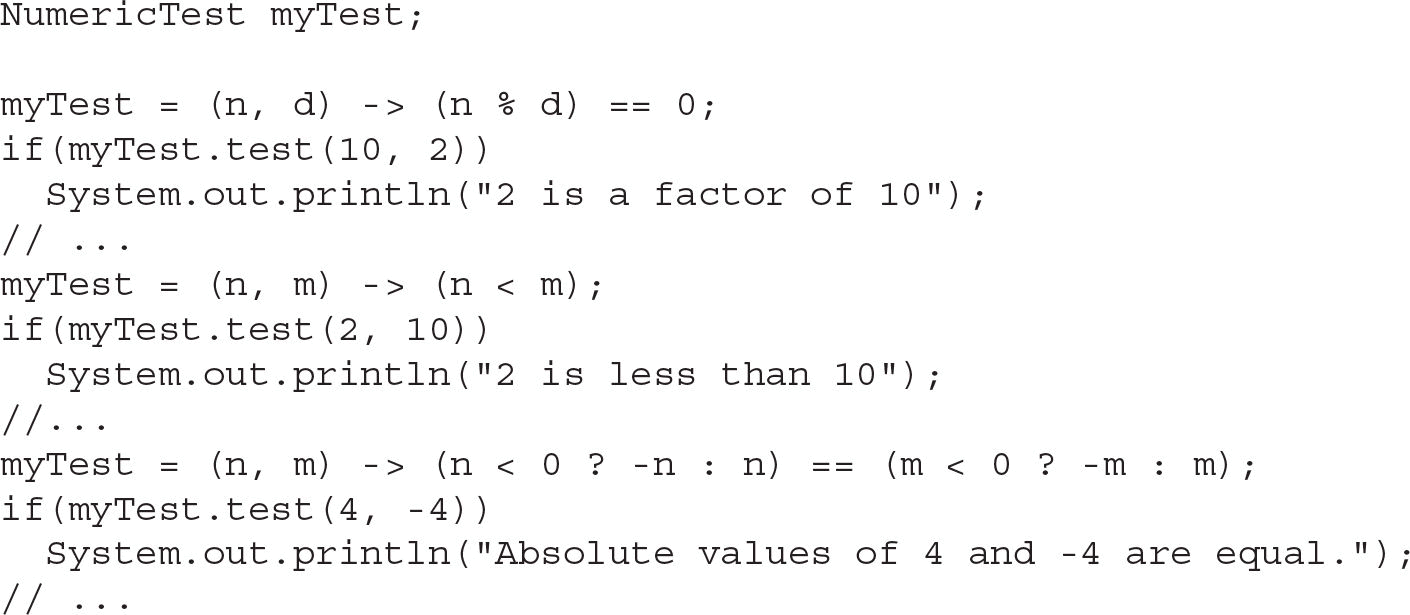 NumericTest myTest;

myTest = (n, d) -> (n % d) == 0;
if(myTest.test(10, 2))
  System.out.println("2 is a factor of 10");
// ...
myTest = (n, m) -> (n < m);
if(myTest.test(2, 10))
  System.out.println("2 is less than 10");
//...
myTest = (n, m) -> (n < 0 ? -n : n) == (m < 0 ? -m : m);
if(myTest.test(4, -4))
  System.out.println("Absolute values of 4 and -4 are equal.");
// ...